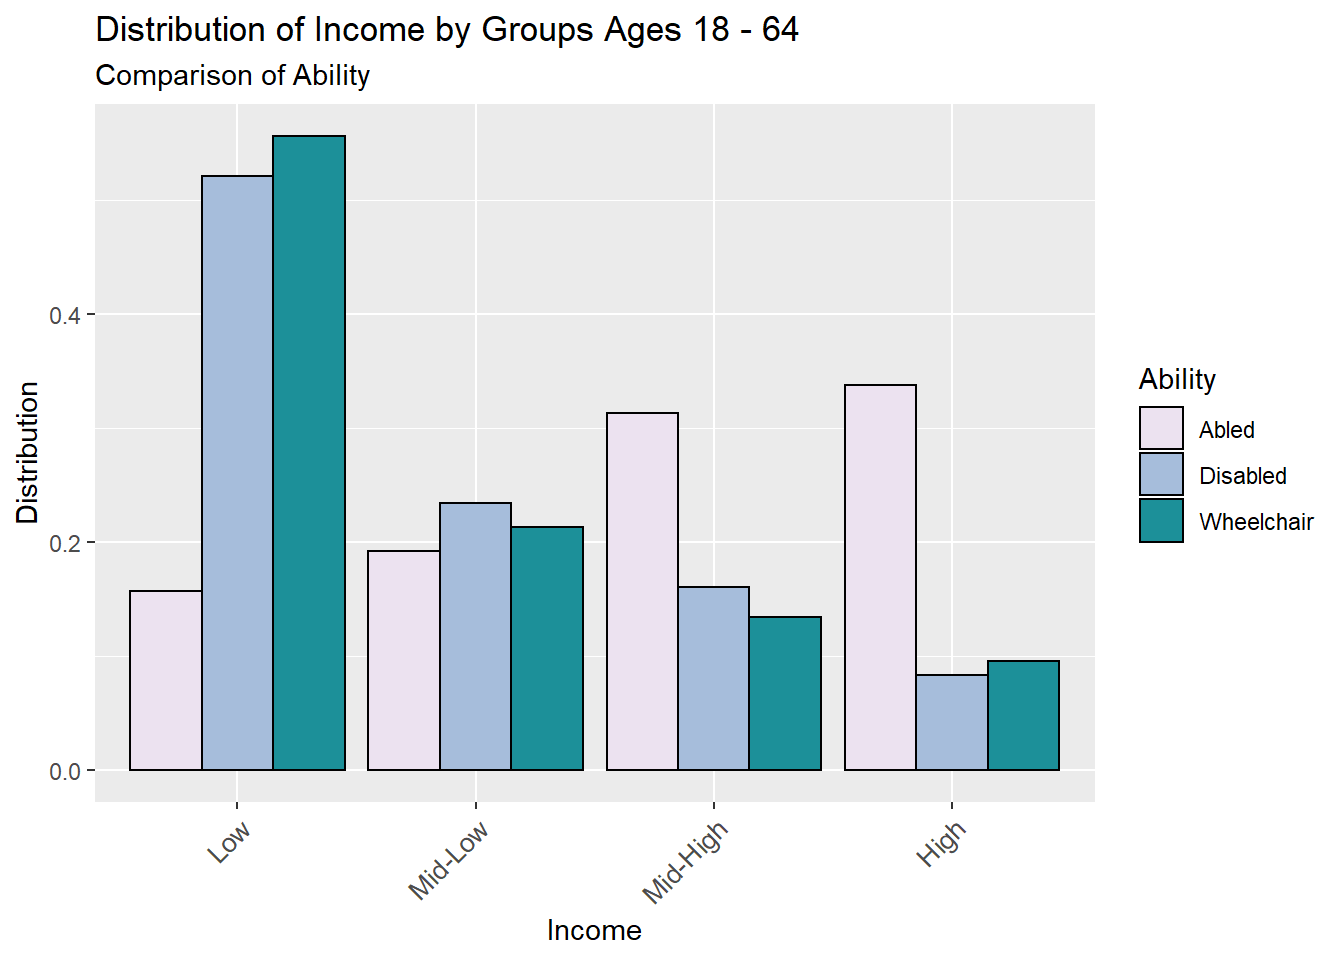 Distribution of Income by Groups Ages 18 - 64
Comparison of Ability
Distribution
0.4
0.2
0.0
Low
Mid-Low
Mid-High
High
Income
Ability
Abled
Disabled
Wheelchair